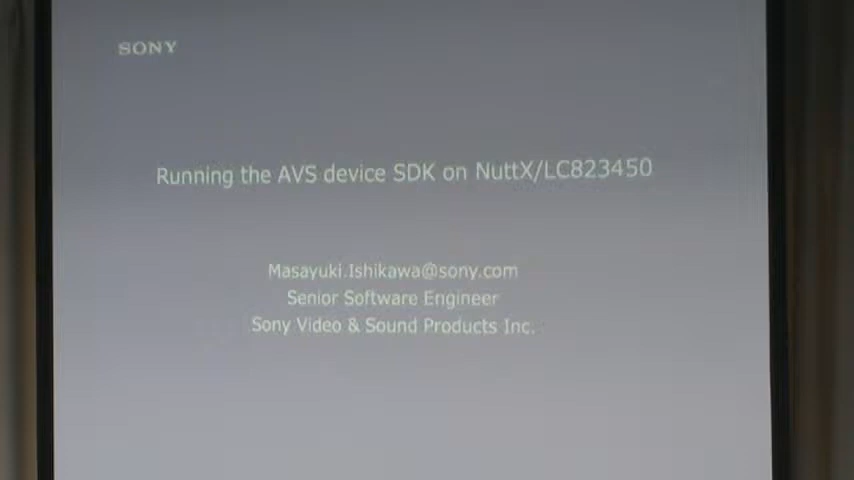 SONY
Running the AVS device SDK on NuttX/LC823450
Masayuki.Ishikawa@sony.com
Senior Software Engineer
Sony Video & Sound Products Inc.